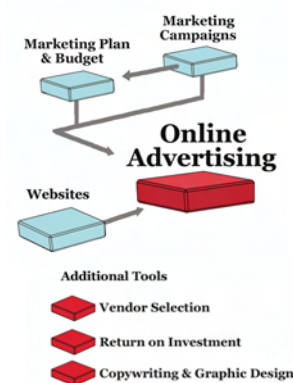 Marketing
Campaigns
Marketing Plan
& Budget
Online
Advertising
Websites
Additional Tools
Vendor Selection
Return on Investment
Copywriting & Graphic Design